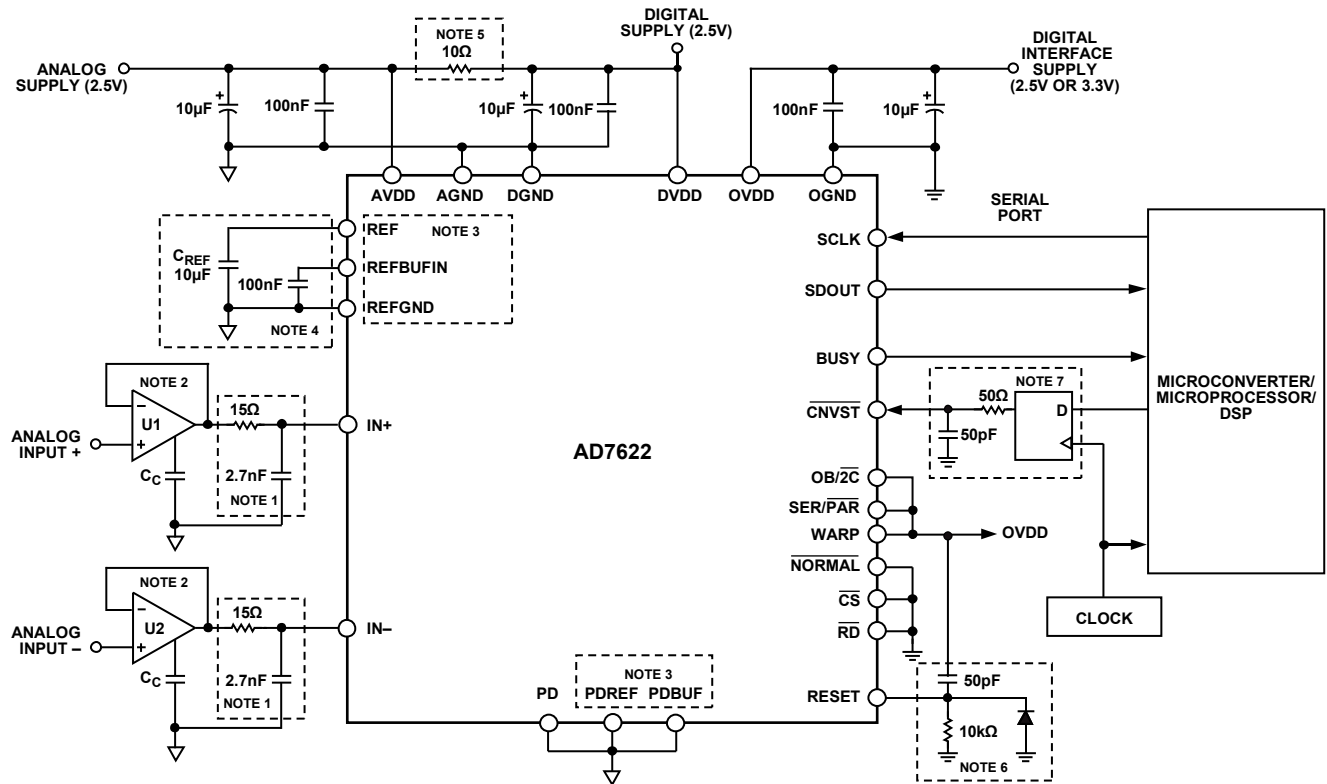 NOTE 5
10Ω
DIGITAL
SUPPLY (2.5V)
DIGITAL
INTERFACE
SUPPLY
(2.5V OR 3.3V)
ANALOG
SUPPLY (2.5V)
+
10µF
100nF
+
10µF
100nF
100nF
+
10µF
AVDD
AGND
DGND
DVDD
OVDD
OGND
SERIAL
PORT
REF
NOTE 3
SCLK
CREF
10µF
REFBUFIN
100nF
SDOUT
REFGND
NOTE 4
BUSY
MICROCONVERTER/
MICROPROCESSOR/
DSP
NOTE 7
50Ω
D
CNVST
50pF
NOTE 2
–
U1
+
15Ω
ANALOG
INPUT +
IN+
CC
2.7nF
NOTE 1
AD7622
OB/2C
SER/PAR
WARP
OVDD
NORMAL
CS
RD
CLOCK
NOTE 2
–
U2
+
15Ω
ANALOG
INPUT –
IN–
CC
2.7nF
NOTE 1
NOTE 3
PD
PDREF
PDBUF
RESET
50pF
10kΩ
NOTE 6